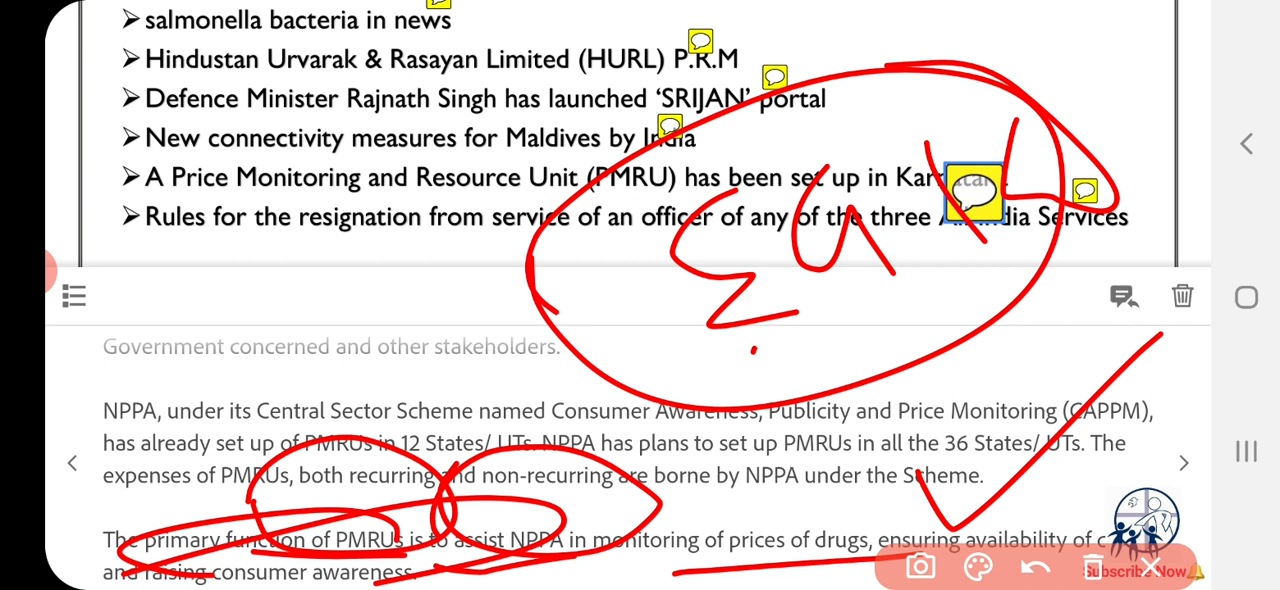 ➤salmonella bacteria in news
➤Hindustan Urvarak & Rasayan Limited (HURL) P.R.M
➤Defence Minister Rajnath Singh has launched ‘SRIJAN’ portal
➤New connectivity measures for Maldives by India
➤A Price Monitoring and Resource Unit (PMRU) has been set up in
➤Rules for the resignation from service of an officer of any of the three India Services
Government concerned and other stakeholders.
NPPA, under its Central Sector Scheme named Consumer Awareness, Publicity and Price Monitoring (CAPPM),
has already set up of PMRUs in 12 States/ UTs. NPPA has plans to set up PMRUs in all the 36 States/ UTs. The
expenses of PMRUs, both recurring and non-recurring are borne by NPPA under the Scheme.
The primary function of PMRUs is to assist NPPA in monitoring of prices of drugs, ensuring availability of
and raising consumer awareness.
Subscribe Now